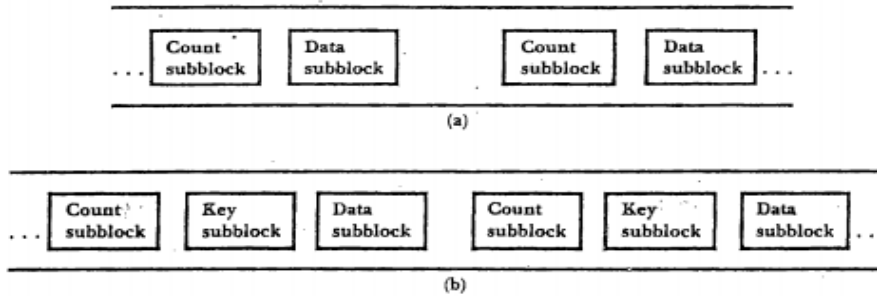 Count Data Count Data
... subblock subblock subblock subblock ...
(a)
Count Key Data Count Key Data
... subblock subblock subblock subblock subblock subblock ...
(b)